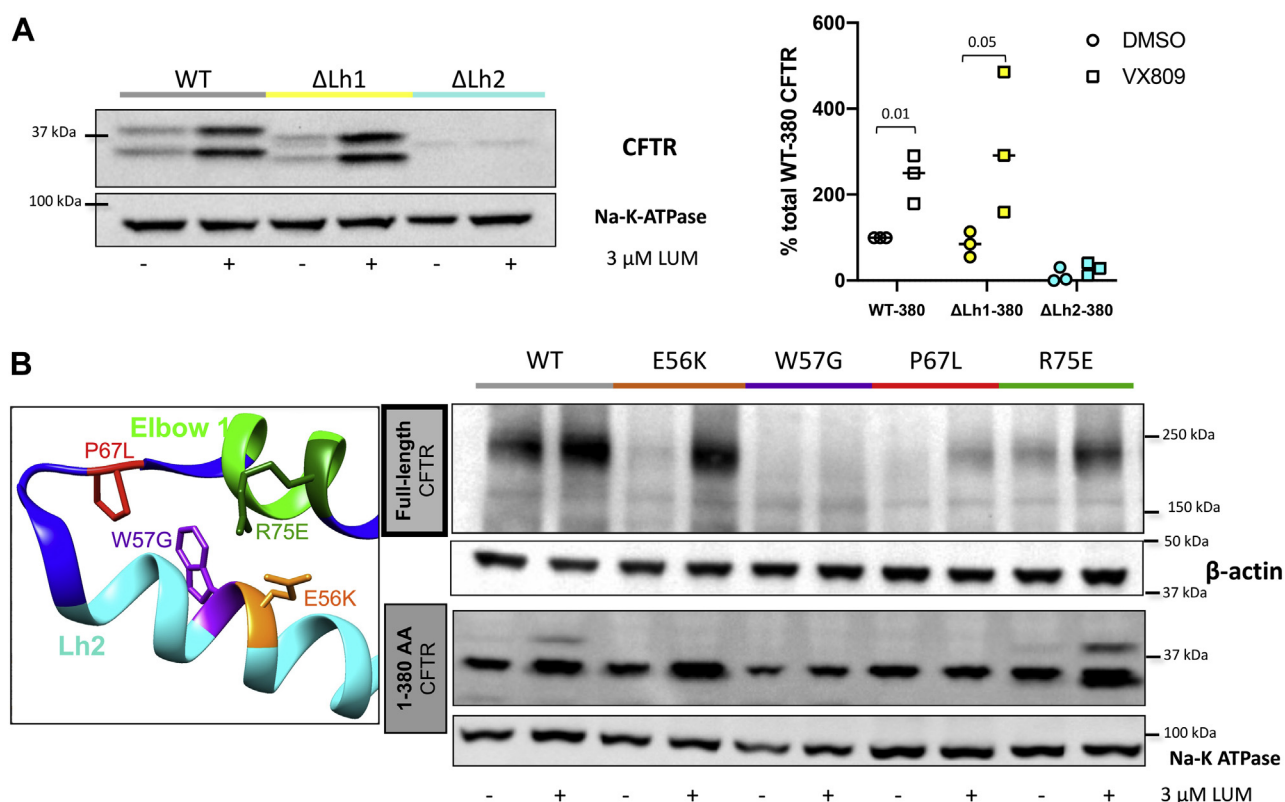 A
WT ΔLh1 ΔLh2
37 kDa
CFTR
100 kDa
Na-K-ATPase
- + - + - + 3 μM LUM
% total WT-380 CFTR
600
400
200
0
0.01
0.05
DMSO
VX809
WT-380 ΔLh1-380 ΔLh2-380
B
WT E56K W57G P67L R75E
Elbow 1
P67L
R75E
W57G
E56K
Lh2
Full-length
CFTR
250 kDa
150 kDa
50 kDa
β-actin
37 kDa
1-380 AA
CFTR
37 kDa
100 kDa
Na-K ATPase
- + - + - + - + - + 3 μM LUM